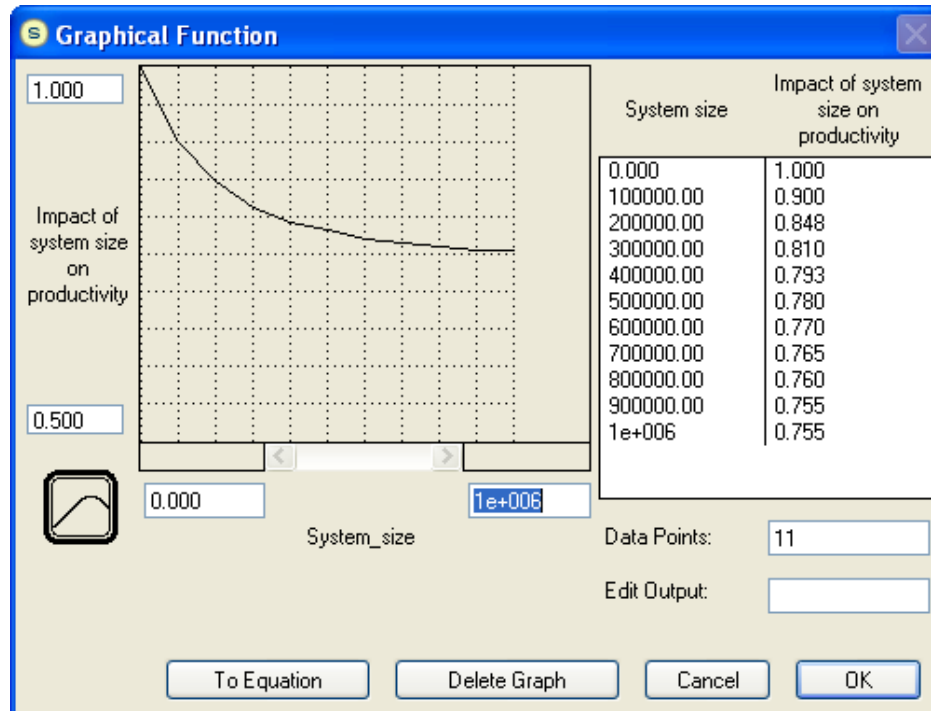 S Graphical Function
1.000
Impact of
system size
on
productivity
0.500
0.000
1e+006
System_size
System size
Impact of system
size on
productivity
0.000 1.000
100000.00 0.900
200000.00 0.848
300000.00 0.810
400000.00 0.793
500000.00 0.780
600000.00 0.770
700000.00 0.765
800000.00 0.760
900000.00 0.755
1e+006 0.755
Data Points: 11
Edit Output:
To Equation
Delete Graph
Cancel
OK